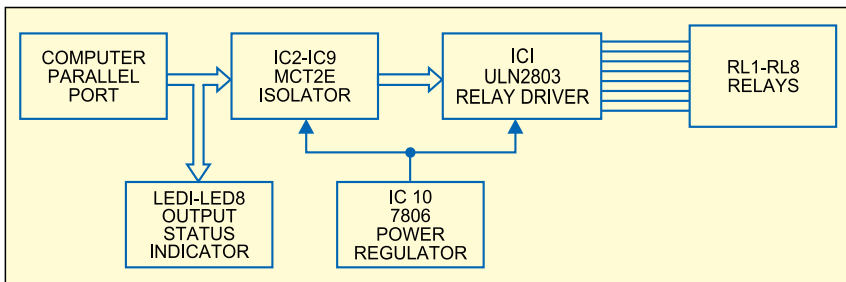 COMPUTER
PARALLEL
PORT
IC2-IC9
MCT2E
ISOLATOR
ICI
ULN2803
RELAY DRIVER
RL1-RL8
RELAYS
LEDI-LED8
OUTPUT
STATUS
INDICATOR
IC 10
7806
POWER
REGULATOR